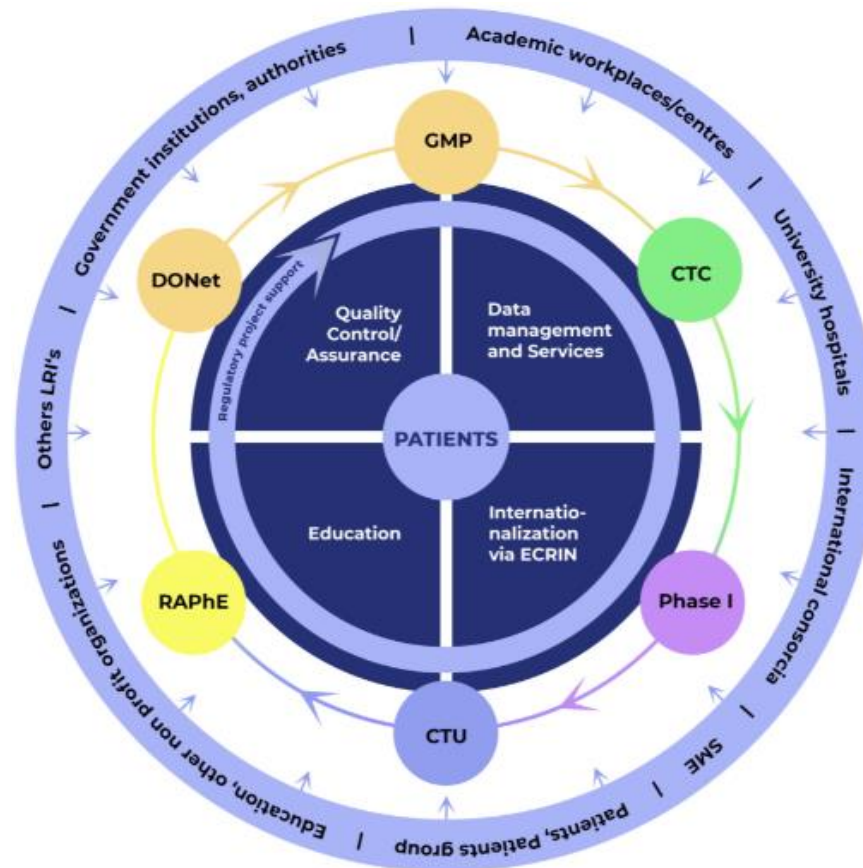 Government institutions, authorities
|
Academic workplaces/centres
|
University hospitals
|
International consorcia
|
SME
|
Patients, Patients group
|
Education, other non profit organizations
|
Others LRI's
|
GMP
CTC
Phase I
CTU
RAPhE
DONet
Regulatory project support
Quality
Control/
Assurance
Data
management
and Services
PATIENTS
Education
Internatio-
nalization
via ECRIN